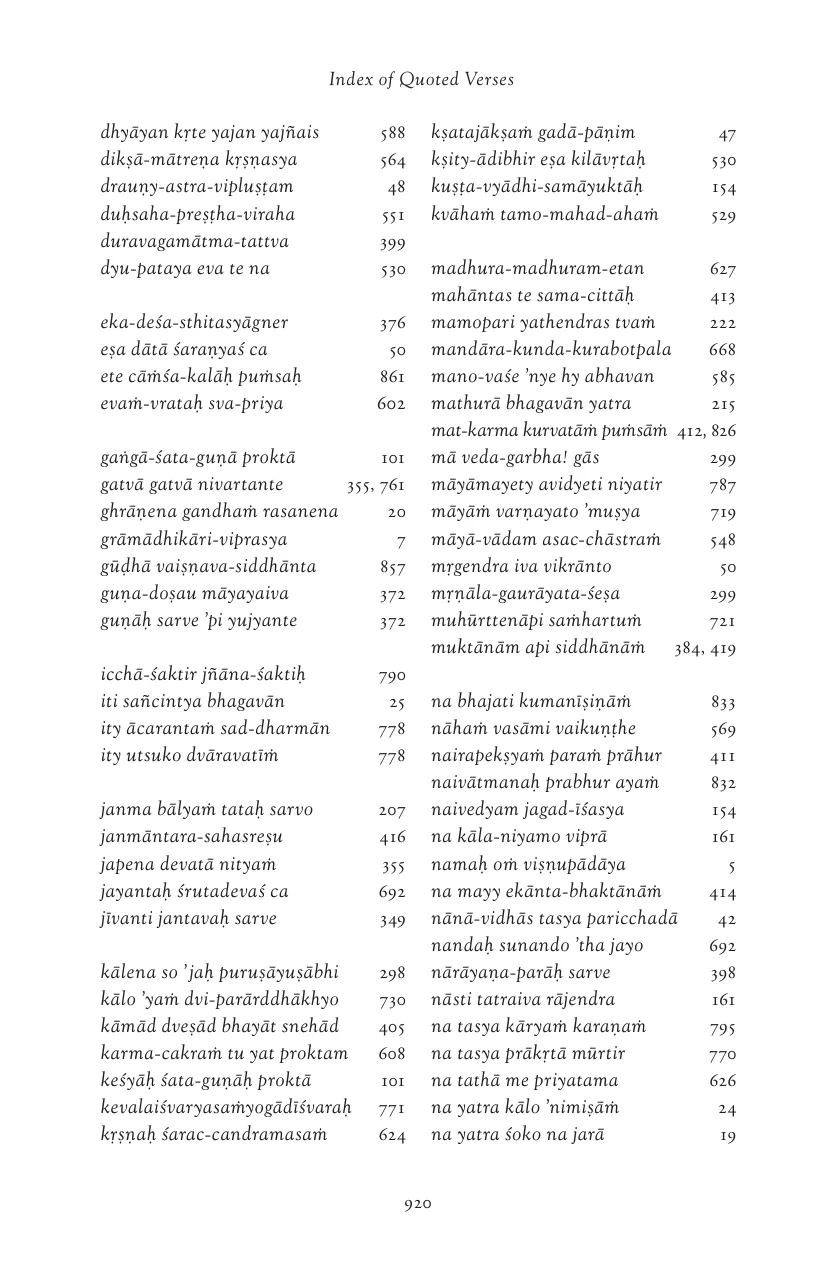 Index of Quoted Verses
dhyāyan kṛte yajan yajñais 588
dikṣā-mātreṇa kṛṣṇasya 564
drauṇy-astra-vipluṣṭam 48
duḥsaha-preṣṭha-viraha 551
duravagamātma-tattva 399
dyu-pataya eva te na 530
eka-deśa-sthitasyāgner 376
eṣa dātā śaraṇyaś ca 50
ete cāṁśa-kalāḥ puṁsaḥ 861
evaṁ-vrataḥ sva-priya 602
gaṅgā-śata-guṇā proktā 101
gatvā gatvā nivartante 355, 761
ghrāṇena gandhaṁ rasanena 20
grāmādhikāri-viprasya 7
gūḍhā vaiṣṇava-siddhānta 857
guṇa-doṣau māyayaiva 372
guṇāḥ sarve ’pi yujyante 372
icchā-śaktir jñāna-śaktiḥ 790
iti sañcintya bhagavān 25
ity ācarantaṁ sad-dharmān 778
ity utsuko dvāravatīṁ 778
janma bālyaṁ tataḥ sarvo 207
janmāntara-sahasreṣu 416
japena devatā nityaṁ 355
jayantaḥ śrutadevaś ca 692
jīvanti jantavaḥ sarve 349
kālena so ’jaḥ puruṣāyuṣābhi 298
kālo ’yaṁ dvi-parārddhākhyo 730
kāmād dveṣād bhayāt snehād 405
karma-cakraṁ tu yat proktam 608
keśyāḥ śata-guṇāḥ proktā 101
kevalaiśvaryasaṁyogādīśvaraḥ 771
kṛṣṇaḥ śarac-candramasaṁ 624
kṣatajākṣaṁ gadā-pāṇim 47
kṣity-ādibhir eṣa kilāvṛtaḥ 530
kuṣṭa-vyādhi-samāyuktāḥ 154
kvāhaṁ tamo-mahad-ahaṁ 529
madhura-madhuram-etan 627
mahāntas te sama-cittāḥ 413
mamopari yathendras tvaṁ 222
mandāra-kunda-kurabotpala 668
mano-vaśe ’nye hy abhavan 585
mathurā bhagavān yatra 215
mat-karma kurvatāṁ puṁsāṁ 412, 826
mā veda-garbha! gās 299
māyāmayety avidyeti niyatir 787
māyāṁ varṇayato ’muṣya 719
māyā-vādam asac-chāstraṁ 548
mṛgendra iva vikrānto 50
mṛṇāla-gaurāyata-śeṣa 299
muhūrttenāpi saṁhartuṁ 721
muktānām api siddhānāṁ 384, 419
na bhajati kumanīṣiṇāṁ 833
nāhaṁ vasāmi vaikuṇṭhe 569
nairapekṣyaṁ paraṁ prāhur 411
naivātmanaḥ prabhur ayaṁ 832
naivedyam jagad-īśasya 154
na kāla-niyamo viprā 161
namaḥ oṁ viṣṇupādāya 5
na mayy ekānta-bhaktānāṁ 414
nānā-vidhās tasya paricchadā 42
nandaḥ sunando ’tha jayo 692
nārāyaṇa-parāḥ sarve 398
nāsti tatraiva rājendra 161
na tasya kāryaṁ karaṇaṁ 795
na tasya prākṛtā mūrtir 770
na tathā me priyatama 626
na yatra kālo ’nimiṣāṁ 24
na yatra śoko na jarā 19
920